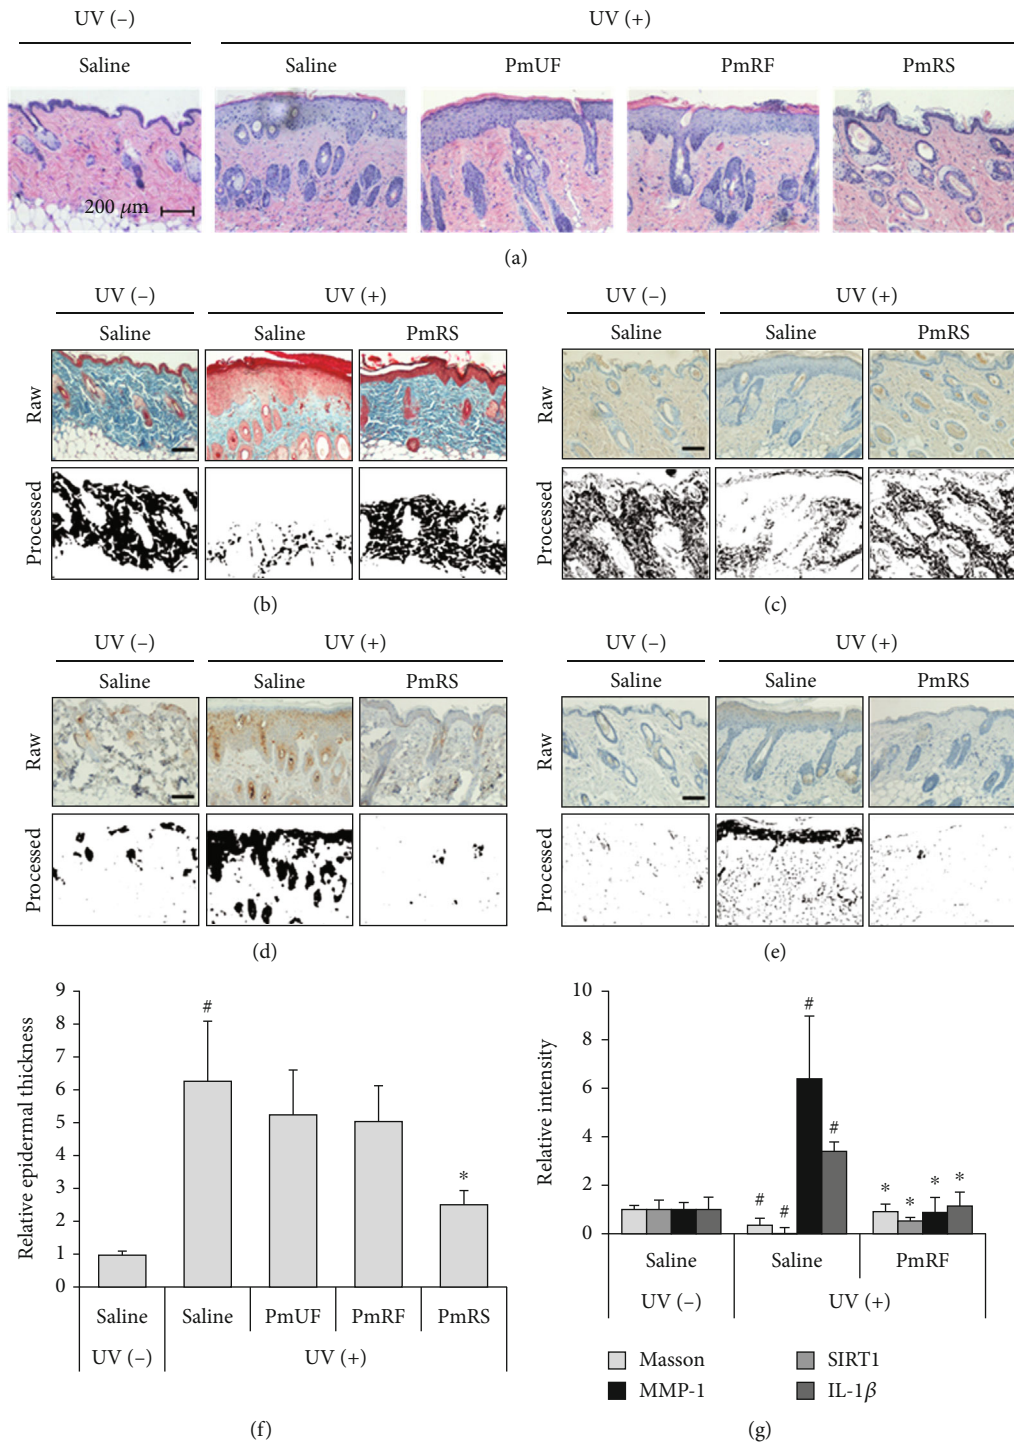 UV (–) UV (+)
Saline Saline PmUF PmRF PmRS
200 μm
(a)
UV (–) UV (+)
Saline Saline PmRS
Raw
Processed
(b)
UV (–) UV (+)
Saline Saline PmRS
Raw
Processed
(c)
UV (–) UV (+)
Saline Saline PmRS
Raw
Processed
(d)
UV (–) UV (+)
Saline Saline PmRS
Raw
Processed
(e)
Relative epidermal thickness
9
8
7
6
5
4
3
2
1
0
#
*
Saline Saline PmUF PmRF PmRS
UV (–) UV (+)
(f)
Relative intensity
10
8
6
4
2
0
# # # #
* * * *
Saline Saline PmRF
UV (–) UV (+)
Masson SIRT1
MMP-1 IL-1β
(g)